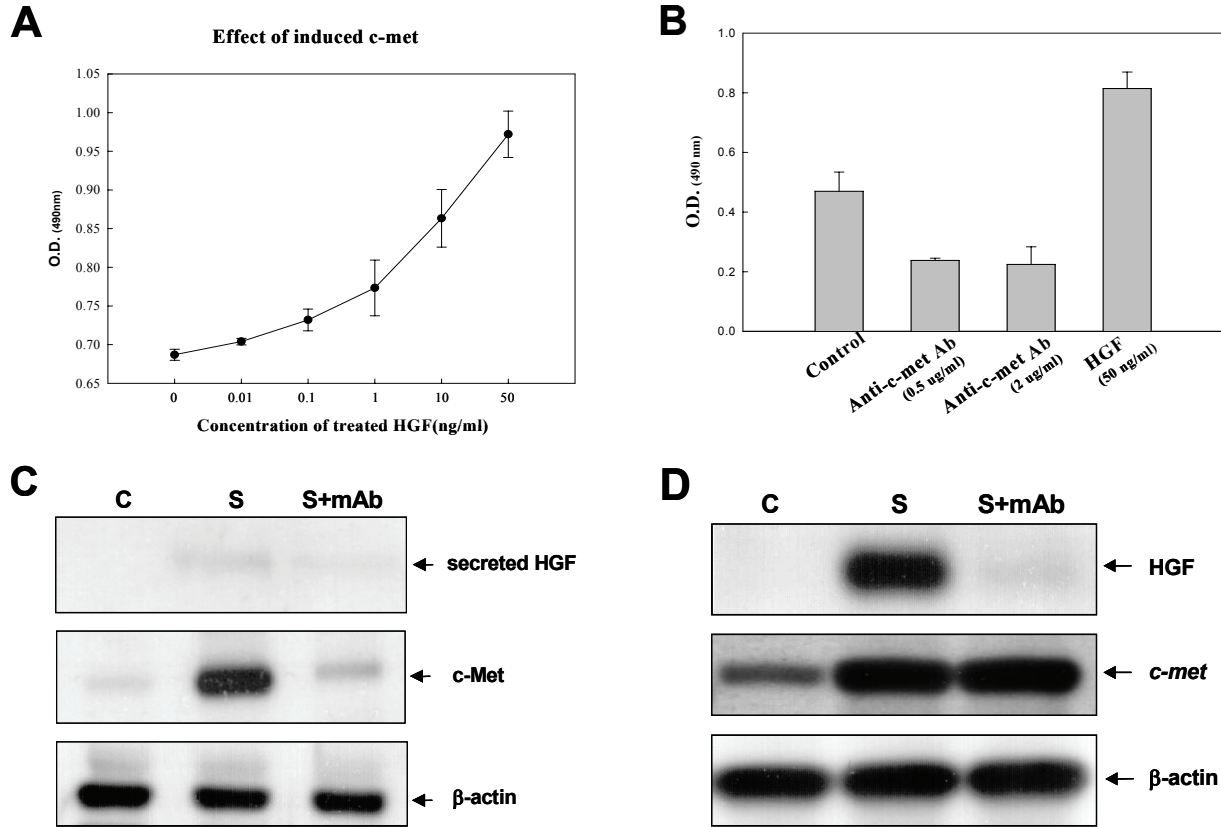 A
Effect of induced c-met
1.05
1.00
0.95
0.90
0.85
0.80
0.75
0.70
0.65
O.D. (490nm)
0 0.01 0.1 1 10 50
Concentration of treated HGF(ng/ml)
B
1.0
0.8
0.6
0.4
0.2
0.0
O.D. (490 nm)
Control
Anti-c-met Ab
(0.5 ug/ml)
Anti-c-met Ab
(2 ug/ml)
HGF
(50 ng/ml)
C
C S S+mAb
secreted HGF
c-Met
β-actin
D
C S S+mAb
HGF
c-met
β-actin